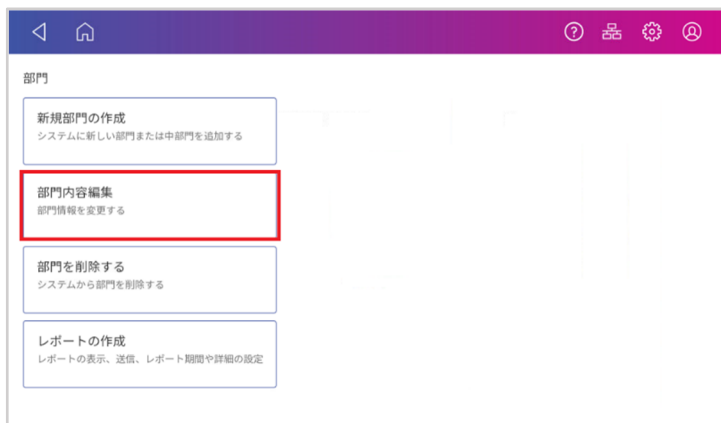 部門
新規部門の作成
システムに新しい部門または中部門を追加する
部門内容編集
部門情報を変更する
部門を削除する
システムから部門を削除する
レポートの作成
レポートの表示、送信、レポート期間や詳細の設定